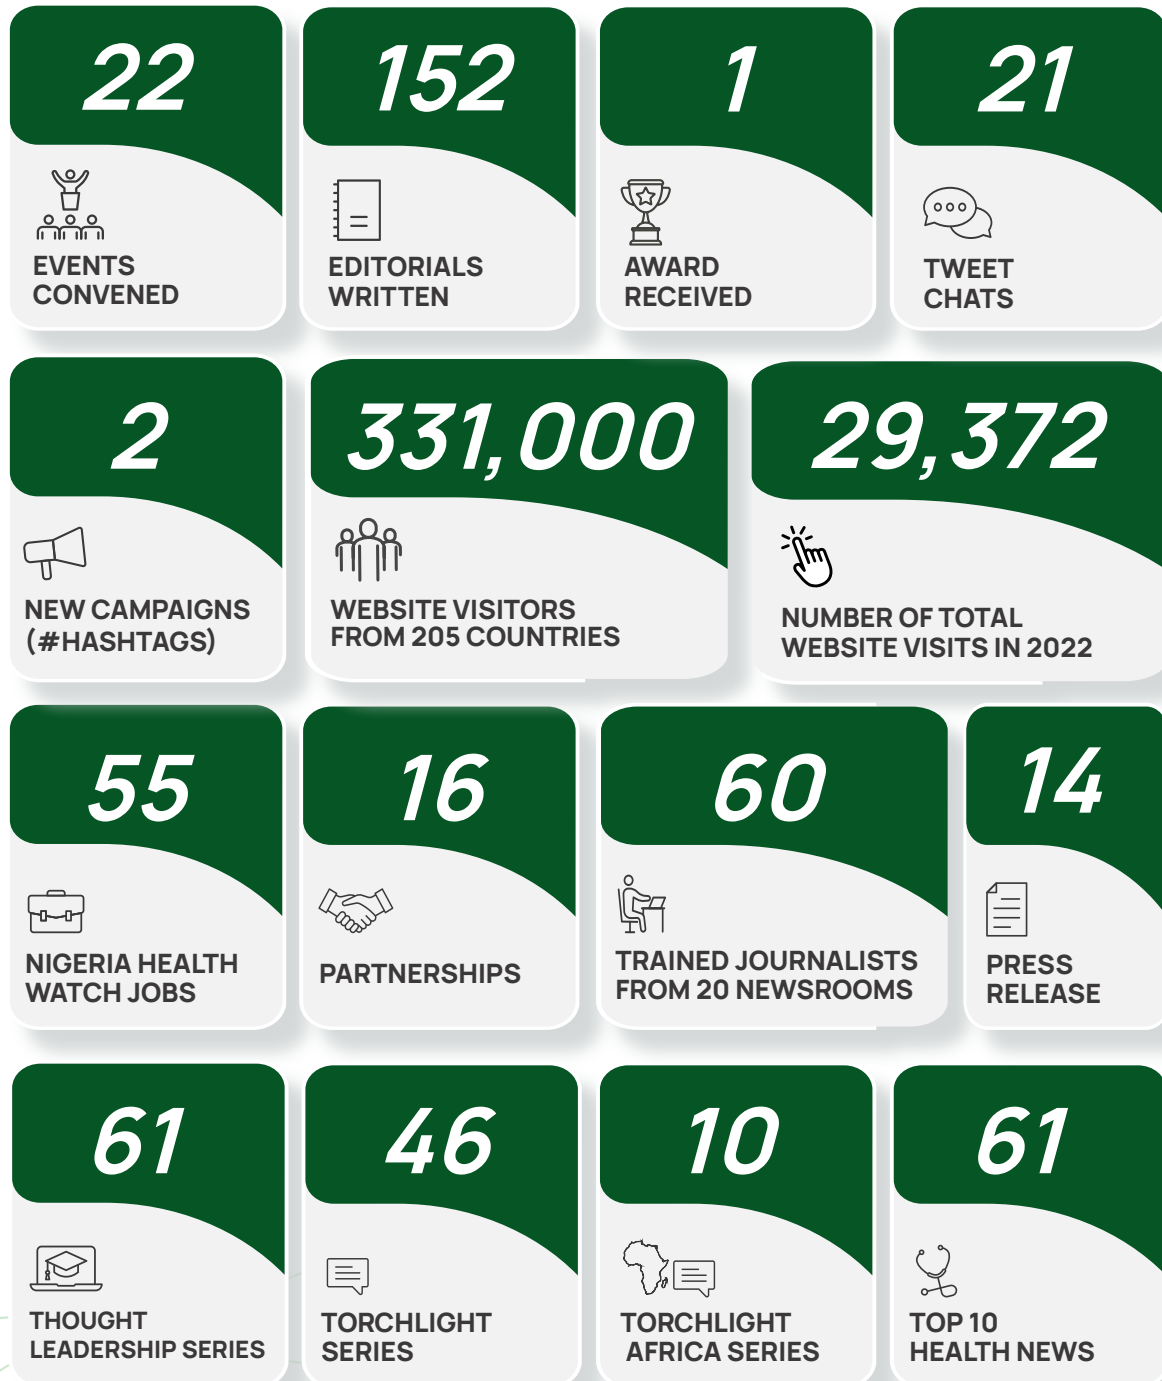 22
EVENTS
CONVENED
152
EDITORIALS
WRITTEN
1
AWARD
RECEIVED
21
TWEET
CHATS
2
NEW CAMPAIGNS
(#HASHTAGS)
331,000
WEBSITE VISITORS
FROM 205 COUNTRIES
29,372
NUMBER OF TOTAL
WEBSITE VISITS IN 2022
55
NIGERIA HEALTH
WATCH JOBS
16
PARTNERSHIPS
60
TRAINED JOURNALISTS
FROM 20 NEWSROOMS
14
PRESS
RELEASE
61
THOUGHT
LEADERSHIP SERIES
46
TORCHLIGHT
SERIES
10
TORCHLIGHT
AFRICA SERIES
61
TOP 10
HEALTH NEWS